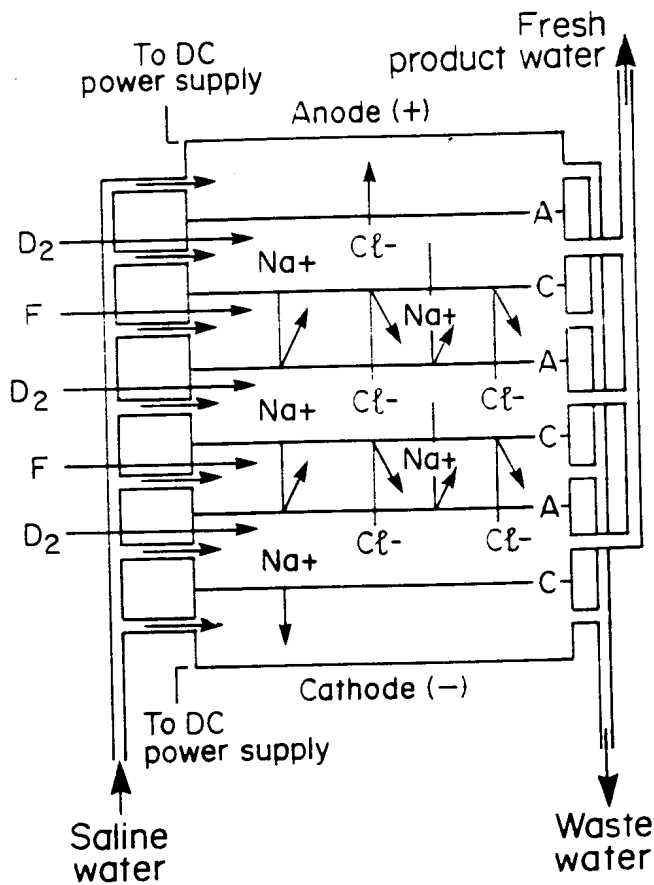 Fresh
product water
To DC
power supply
Anode (+)
A
D2
Cl-
Na+
C
F
Na+
A
D2
Cl-
Cl-
Na+
C
F
Na+
A
D2
Cl-
Cl-
Na+
C
Cathode (-)
To DC
power supply
Saline
water
Waste
water